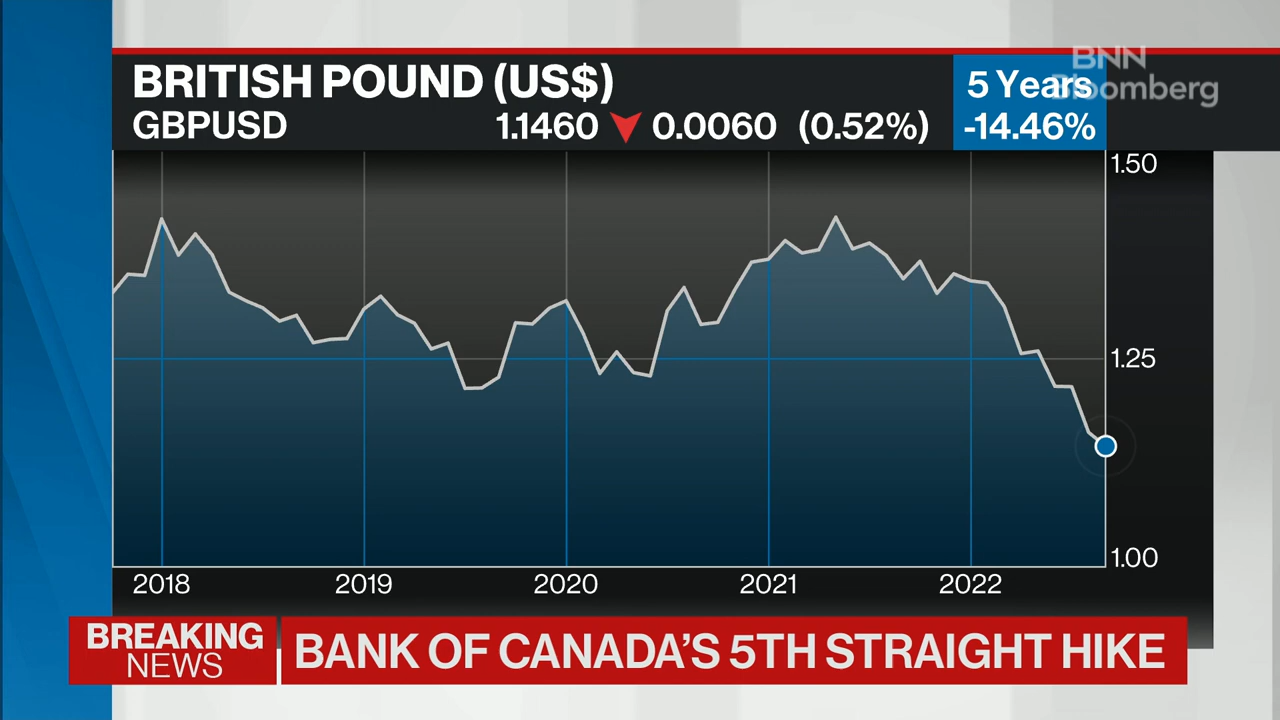 BNN
Bloomberg
BRITISH POUND (US$)
5 Years
GBPUSD 1.1460 ▼ 0.0060 (0.52%) -14.46%
1.50
1.25
1.00
2018 2019 2020 2021 2022
BREAKING
NEWS
BANK OF CANADA'S 5TH STRAIGHT HIKE